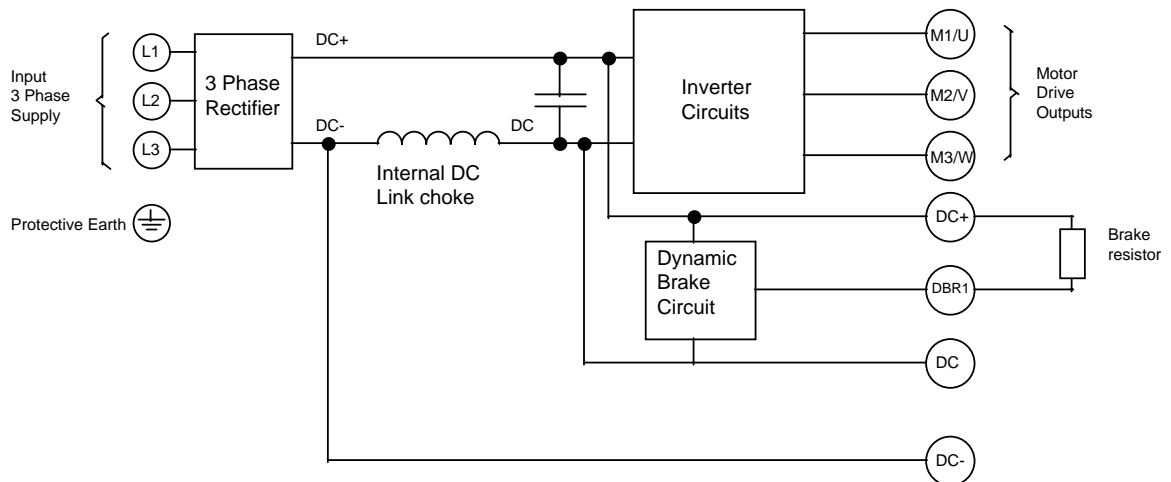 Input
3 Phase
Supply
L1
L2
L3
3 Phase
Rectifier
DC+
DC-
DC
Internal DC
Link choke
Inverter
Circuits
M1/U
M2/V
M3/W
Motor
Drive
Outputs
Protective Earth
DC+
Dynamic
Brake
Circuit
DBR1
Brake
resistor
DC
DC-